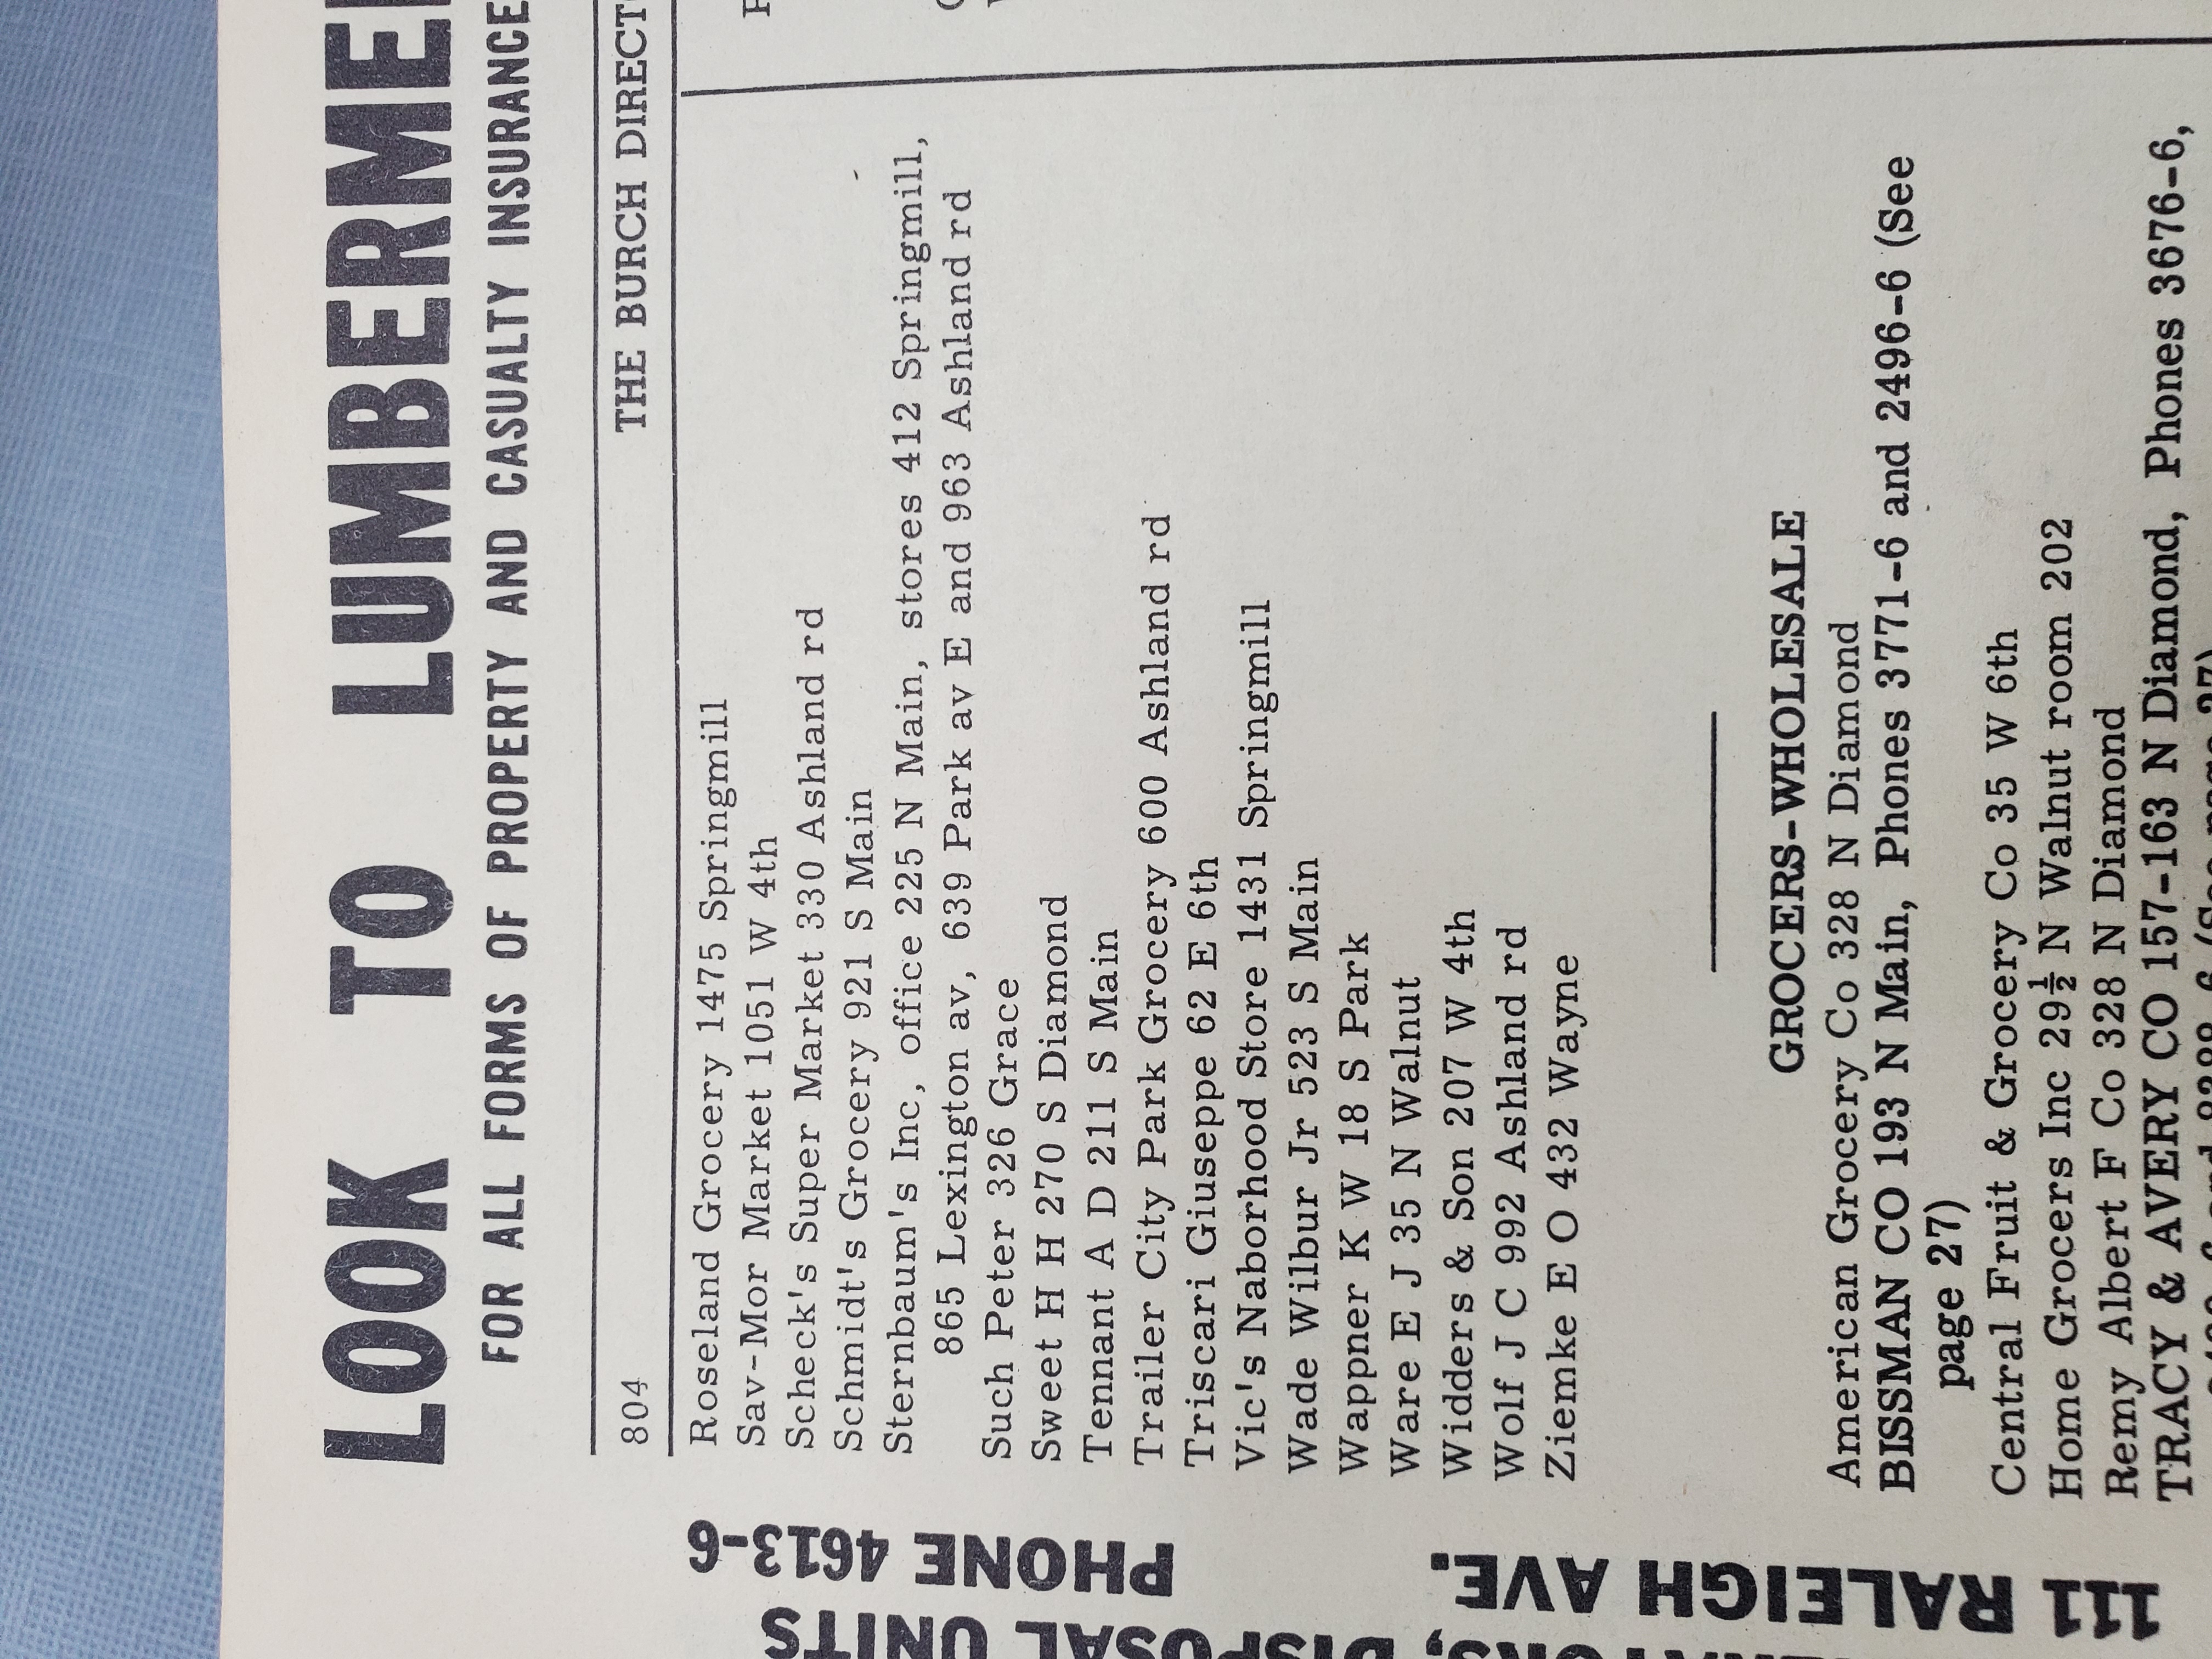 LOOK TO
FOR ALL FORMS OF PROPERTY AND CASUALTY INSURANCE
804 THE BURCH
Roseland Grocery 1475 Springmill
Sav-Mor Market 1051 W 4th
Scheck's Super Market 330 Ashland rd
Schmidt's Grocery 921 S Main
Sternbaum's Inc, office 225 N Main, stores 412 Springmill,
865 Lexington av, 639 Park av E and 963 Ashland rd
Such Peter 326 Grace
Sweet H H 270 S Diamond
Tennant A D 211 S Main
Trailer City Park Grocery 600 Ashland rd
Triscari Giuseppe 62 E 6th
Vic's Naborhood Store 1431 Springmill
Wade Wilbur Jr 523 S Main
Wappner K W 18 S Park
Ware E J 35 N Walnut
Widders & Son 207 W 4th
Wolf J C 992 Ashland rd
Ziemke E O 432 Wayne
GROCERS-WHOLESALE
American Grocery Co 328 N Diamond
BISSMAN CO 193 N Main, Phones 3771-6 and 2496-6 (See
page 27)
Central Fruit & Grocery Co 35 W 6th
Home Grocers Inc 29½ N Walnut room 202
Remy Albert F Co 328 N Diamond
TRACY & AVERY CO 157-163 N Diamond, Phones 3676-6,
PHONE 4613-6
111 RALEIGH AVE.
DISPOSAL UNITS